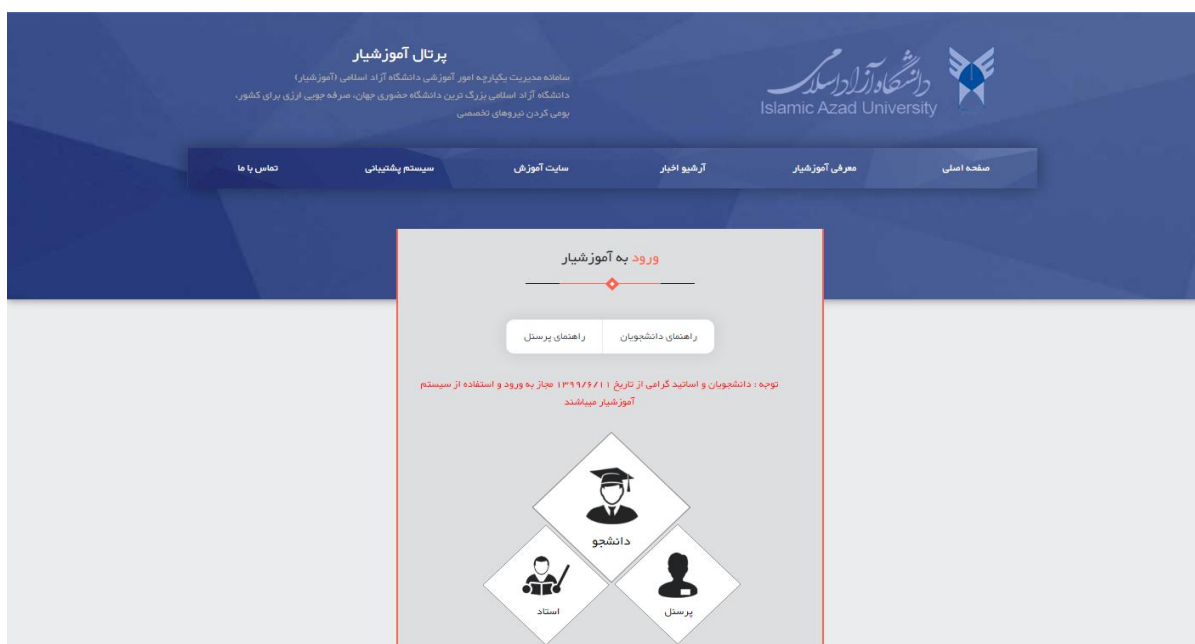 دانشگاه آزاد اسلامی
Islamic Azad University
پرتال آموزشیار
سامانه مدیریت یکپارچه امور آموزشی دانشگاه آزاد اسلامی (آموزشیار)
دانشگاه آزاد اسلامی بزرگ ترین دانشگاه حضوری جهان، صرفه جویی ارزی برای کشور،
بومی کردن نیروهای تخصصی
صفحه اصلی معرفی آموزشیار آرشیو اخبار سایت آموزش سیستم پشتیبانی تماس با ما
ورود به آموزشیار
راهنمای دانشجویان راهنمای پرسنل
توجه : دانشجویان و اساتید گرامی از تاریخ ۱۳۹۹/۶/۱۱ مجاز به ورود و استفاده از سیستم
آموزشیار میباشند
دانشجو
پرسنل استاد